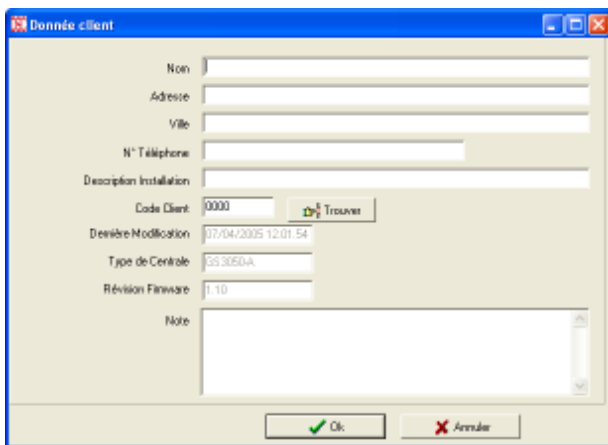 Donnée client
Nom
Adresse
Ville
N° Téléphone
Description Installation
Code Client 0000 Trouver
Dernière Modification 07/04/2005 12.01.54
Type de Centrale GS3050-A
Révision Firmware 1.10
Note
Ok Annuler